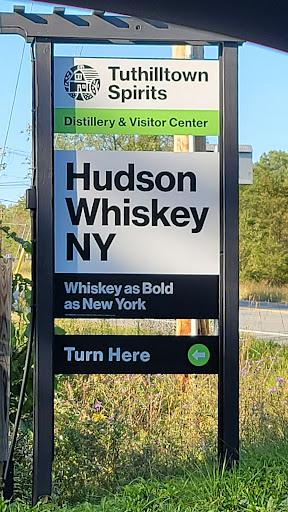 Tuthilltown
Spirits
Distillery & Visitor Center
Hudson
Whiskey
NY
Whiskey as Bold
as New York
Turn Here